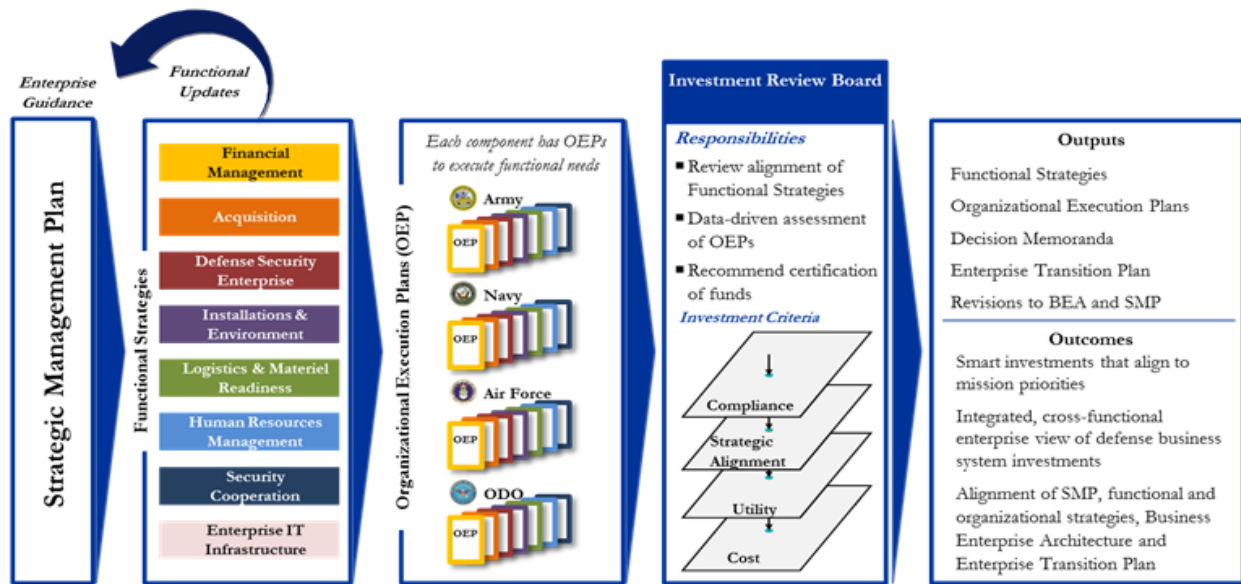 Enterprise
Guidance
Functional
Updates
Strategic Management Plan
Functional Strategies
Financial
Management
Acquisition
Defense Security
Enterprise
Installations &
Environment
Logistics & Materiel
Readiness
Human Resources
Management
Security
Cooperation
Enterprise IT
Infrastructure
Organizational Execution Plans (OEP)
Each component has OEPs
to execute functional needs
Army
OEP
Navy
OEP
Air Force
OEP
ODO
OEP
Investment Review Board
Responsibilities
■ Review alignment of
Functional Strategies
■ Data-driven assessment
of OEPs
■ Recommend certification
of funds
Investment Criteria
Compliance
Strategic
Alignment
Utility
Cost
Outputs
Functional Strategies
Organizational Execution Plans
Decision Memoranda
Enterprise Transition Plan
Revisions to BEA and SMP
Outcomes
Smart investments that align to
mission priorities
Integrated, cross-functional
enterprise view of defense business
system investments
Alignment of SMP, functional and
organizational strategies, Business
Enterprise Architecture and
Enterprise Transition Plan